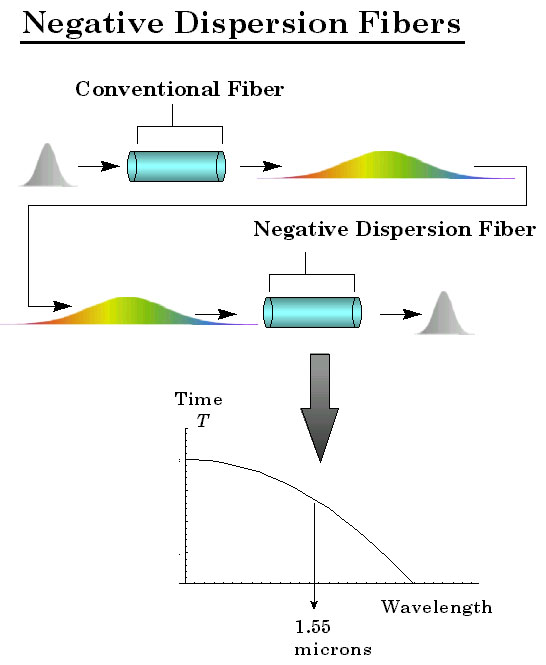 Negative Dispersion Fibers
Conventional Fiber
Negative Dispersion Fiber
Time
T
Wavelength
1.55
microns